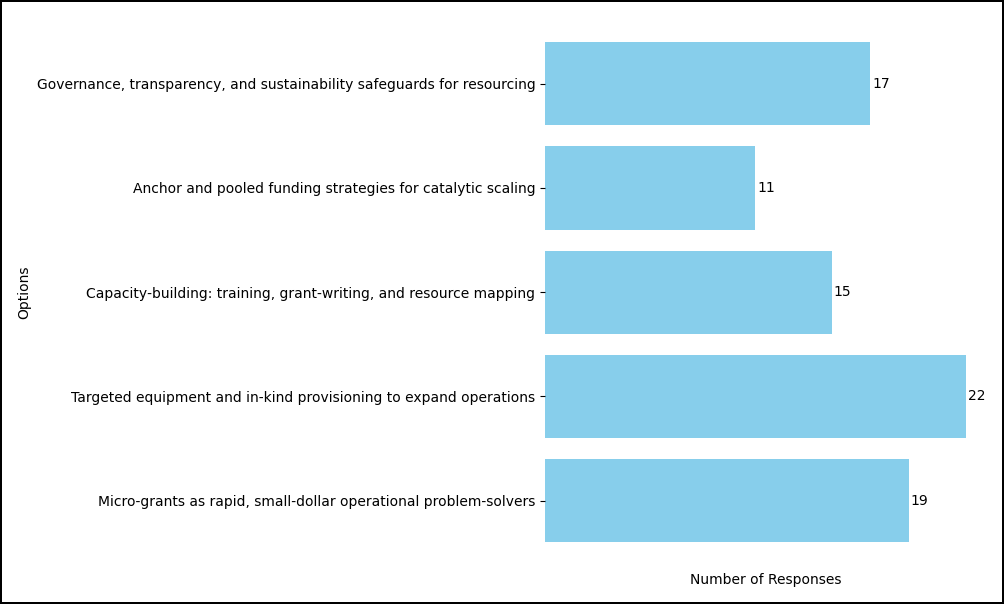 Governance, transparency, and sustainability safeguards for resourcing
17
Anchor and pooled funding strategies for catalytic scaling
11
Options
Capacity-building: training, grant-writing, and resource mapping
15
Targeted equipment and in-kind provisioning to expand operations
22
Micro-grants as rapid, small-dollar operational problem-solvers
19
Number of Responses